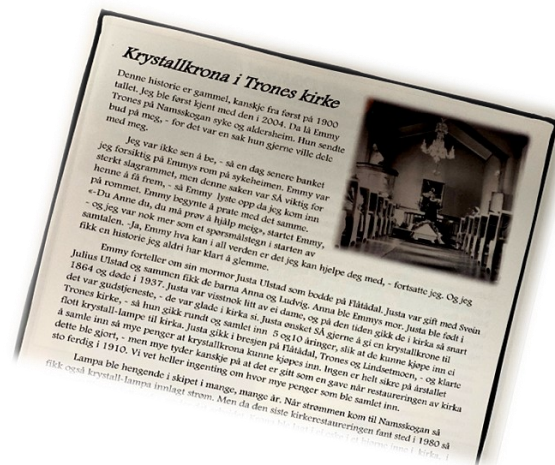 Krystallkrona i Trones kirke
Denne historie er gammel, kanskje fra først på 1900
tallet. Jeg ble først kjent med den i 2004. Da lå Emmy
Trones på Namsskogan syke og aldersheim. Hun sendte
bud på meg, - for det var en sak hun gjerne ville dele
med meg.
Jeg var ikke sen å be, - så en dag senere banket
jeg forsiktig på Emmys rom på sykeheimen. Emmy var
sterkt slagrammet, men denne saken var SÅ viktig for
henne å få frem, - så Emmy lyste opp da jeg kom inn
på rommet. Emmy begynte å prate med det samme.
«-Du Anne du, du må prøv å hjålp meig», startet Emmy,
- og jeg var nok mer som et spørsmålstegn i starten av
samtalen. -Ja, Emmy hva kan i all verden er det jeg kan hjelpe deg med, - fortsatte jeg. Og jeg
fikk en historie jeg aldri har klart å glemme.
Emmy forteller om sin mormor Justa Ulstad som bodde på Flåtådal. Justa var gift med Svein
Julius Ulstad og sammen fikk de barna Anna og Ludvig. Anna ble Emmys mor. Justa ble født i
1864 og døde i 1937. Justa var visstnok litt av ei dame, og på den tiden gikk de i kirka så snart
det var gudstjeneste, - de var glade i kirka si. Justa ønsket SÅ gjerne å gi en krystallkrone til
Trones kirke, - så hun gikk rundt og samlet inn 5 og10 åringer, slik at de kunne kjøpe inn ei
flott krystall-lampe til kirka. Justa gikk i bresjen på Flåtådal, Trones og Lindsetmoen, - og klarte
å samle inn så mye penger at krystallkrona kunne kjøpes inn. Ingen er helt sikre på årstallet
dette ble gjort, - men mye tyder kanskje på at det er gitt som en gave når restaureringen av kirka
sto ferdig i 1910. Vi vet heller ingenting om hvor mye penger som ble samlet inn.
Lampa ble hengende i skipet i mange, mange år. Når strømmen kom til Namsskogan så
fikk også krystall-lampa innlagt strøm. Men da den siste kirkerestaureringen fant sted i 1980 så